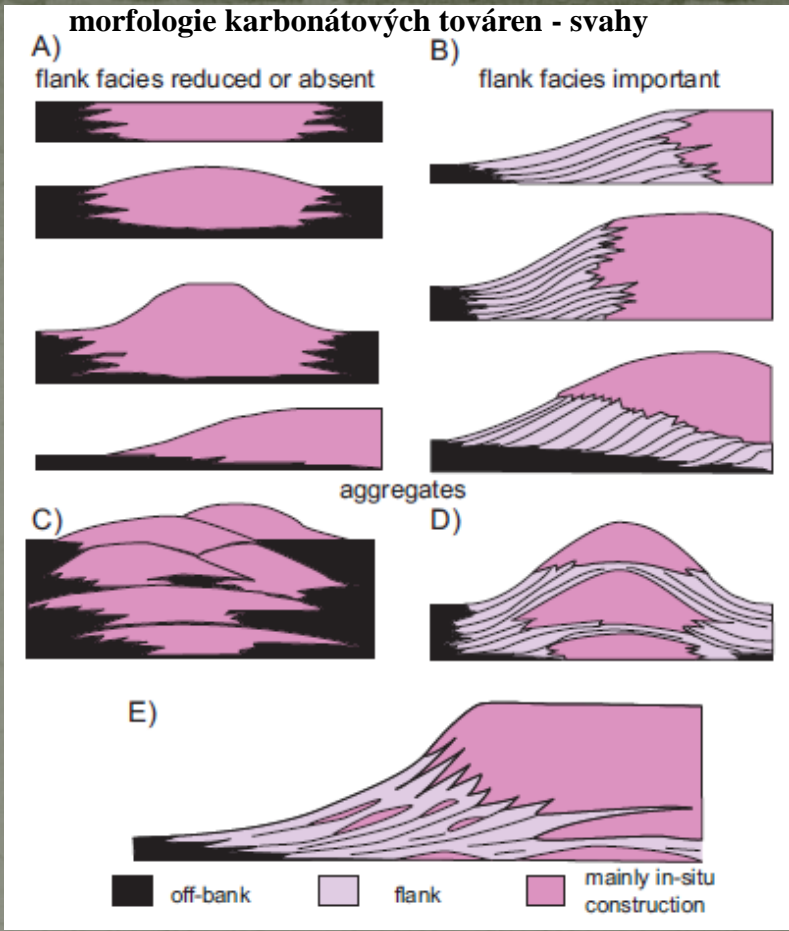 morfologie karbonátových továren - svahy
A)
flank facies reduced or absent
B)
flank facies important
aggregates
C)
D)
E)
off-bank
flank
mainly in-situ
construction